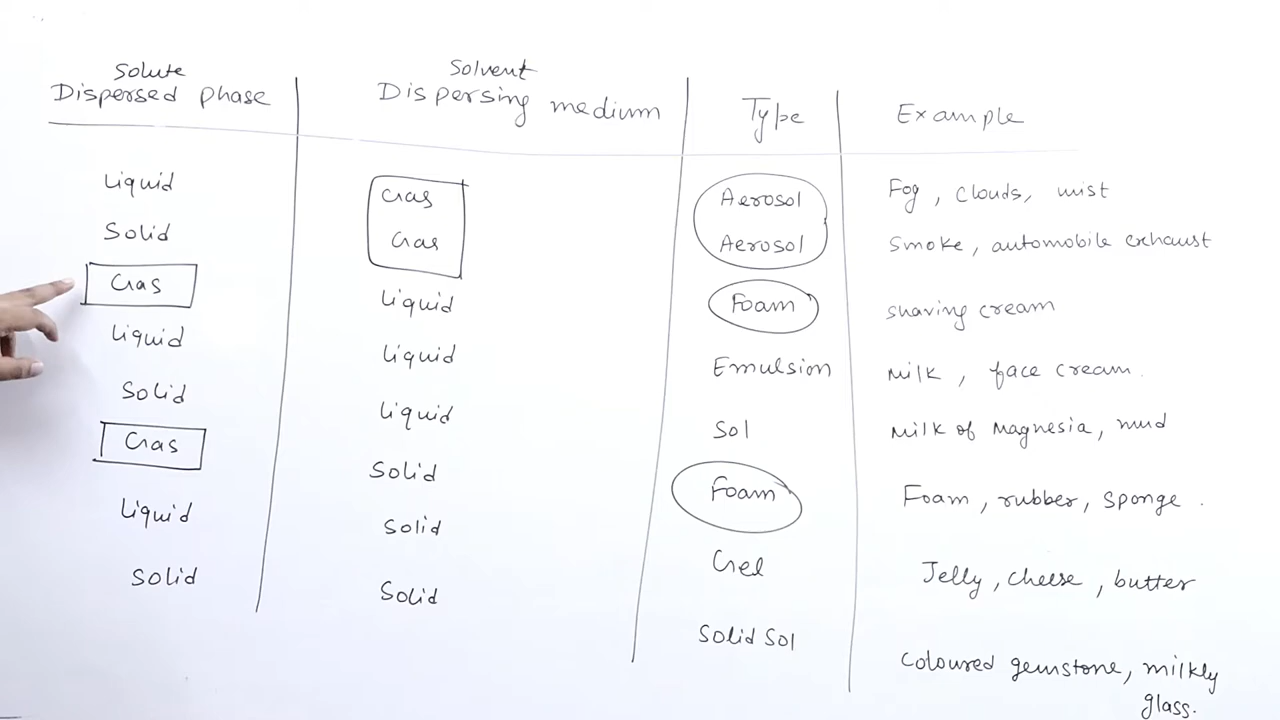 Solute Solvent
Dispersed phase Dispersing medium Type Example
Liquid Gas Aerosol Fog, clouds, mist
Solid Gas Aerosol Smoke, automobile exhaust
Gas Liquid Foam shaving cream
Liquid Liquid Emulsion Milk, face cream.
Solid Liquid Sol Milk of Magnesia, mud
Gas Solid Foam Foam, rubber, sponge.
Liquid Solid Gel Jelly, cheese, butter
Solid Solid Solid Sol coloured gemstone, milkly
glass.